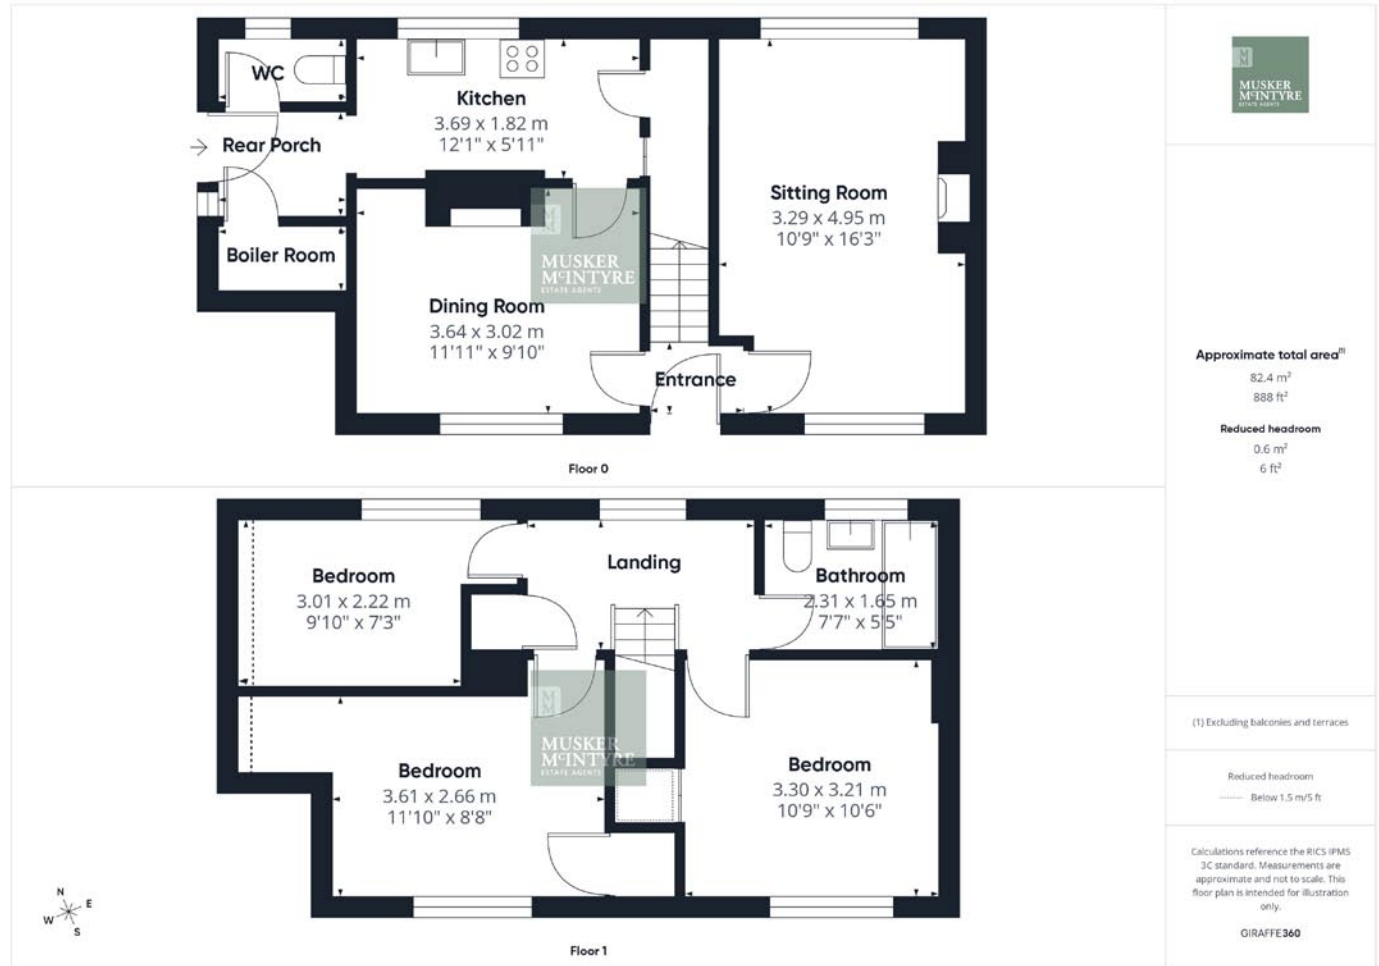 WC
Kitchen
3.69 x 1.82 m
12'1" x 5'11"
Rear Porch
Boiler Room
Sitting Room
3.29 x 4.95 m
10'9" x 16'3"
MUSKER
McINTYRE
ESTATE AGENTS
Dining Room
3.64 x 3.02 m
11'11" x 9'10"
Entrance
Floor 0
Bedroom
3.01 x 2.22 m
9'10" x 7'3"
Landing
Bathroom
2.31 x 1.65 m
7'7" x 5'5"
MUSKER
McINTYRE
ESTATE AGENTS
Bedroom
3.61 x 2.66 m
11'10" x 8'8"
Bedroom
3.30 x 3.21 m
10'9" x 10'6"
N
E
W
S
Floor 1
MUSKER
McINTYRE
ESTATE AGENTS
Approximate total area(1)
82.4 m²
888 ft²
Reduced headroom
0.6 m²
6 ft²
(1) Excluding balconies and terraces
Reduced headroom
Below 1.5 m/5 ft
Calculations reference the RICS IPMS
3C standard. Measurements are
approximate and not to scale. This
floor plan is intended for illustration
only.
GIRAFFE360